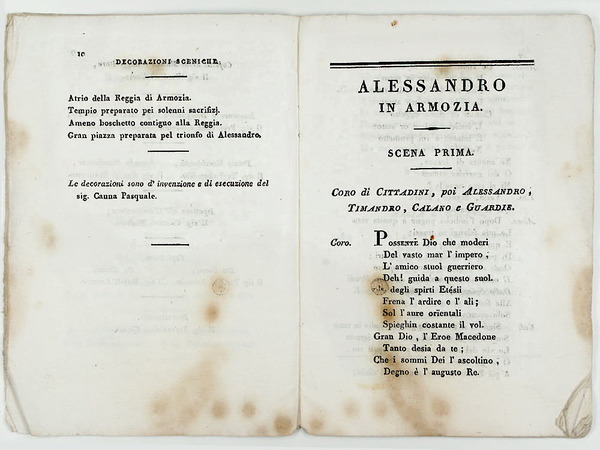 10
DECORAZIONI SCENICHE.
Atrio della Reggia di Armozia.
Tempio preparato pei solenni sacrifizj.
Ameno boschetto contiguo alla Reggia.
Gran piazza preparata pel trionfo di Alessandro.
Le decorazioni sono d' invenzione e di esecuzione del
sig. Cauna Pasquale.
ALESSANDRO
IN ARMOZIA.
SCENA PRIMA.
CORO di CITTADINI, poi ALESSANDRO,
TIMANDRO, CALANO e GUARDIE.
Coro. POSSENTE Dio che moderi
Del vasto mar l' impero,
L' amico stuol guerriero
Deh! guida a questo suol.
degli spirti Etésii
Frena l' ardire e l' ali;
Sol l' aure orientali
Spieghin costante il vol.
Gran Dio, l' Eroe Macedone
Tanto desia da te;
Che i sommi Dei l' ascoltino,
Degno è l' augusto Re.